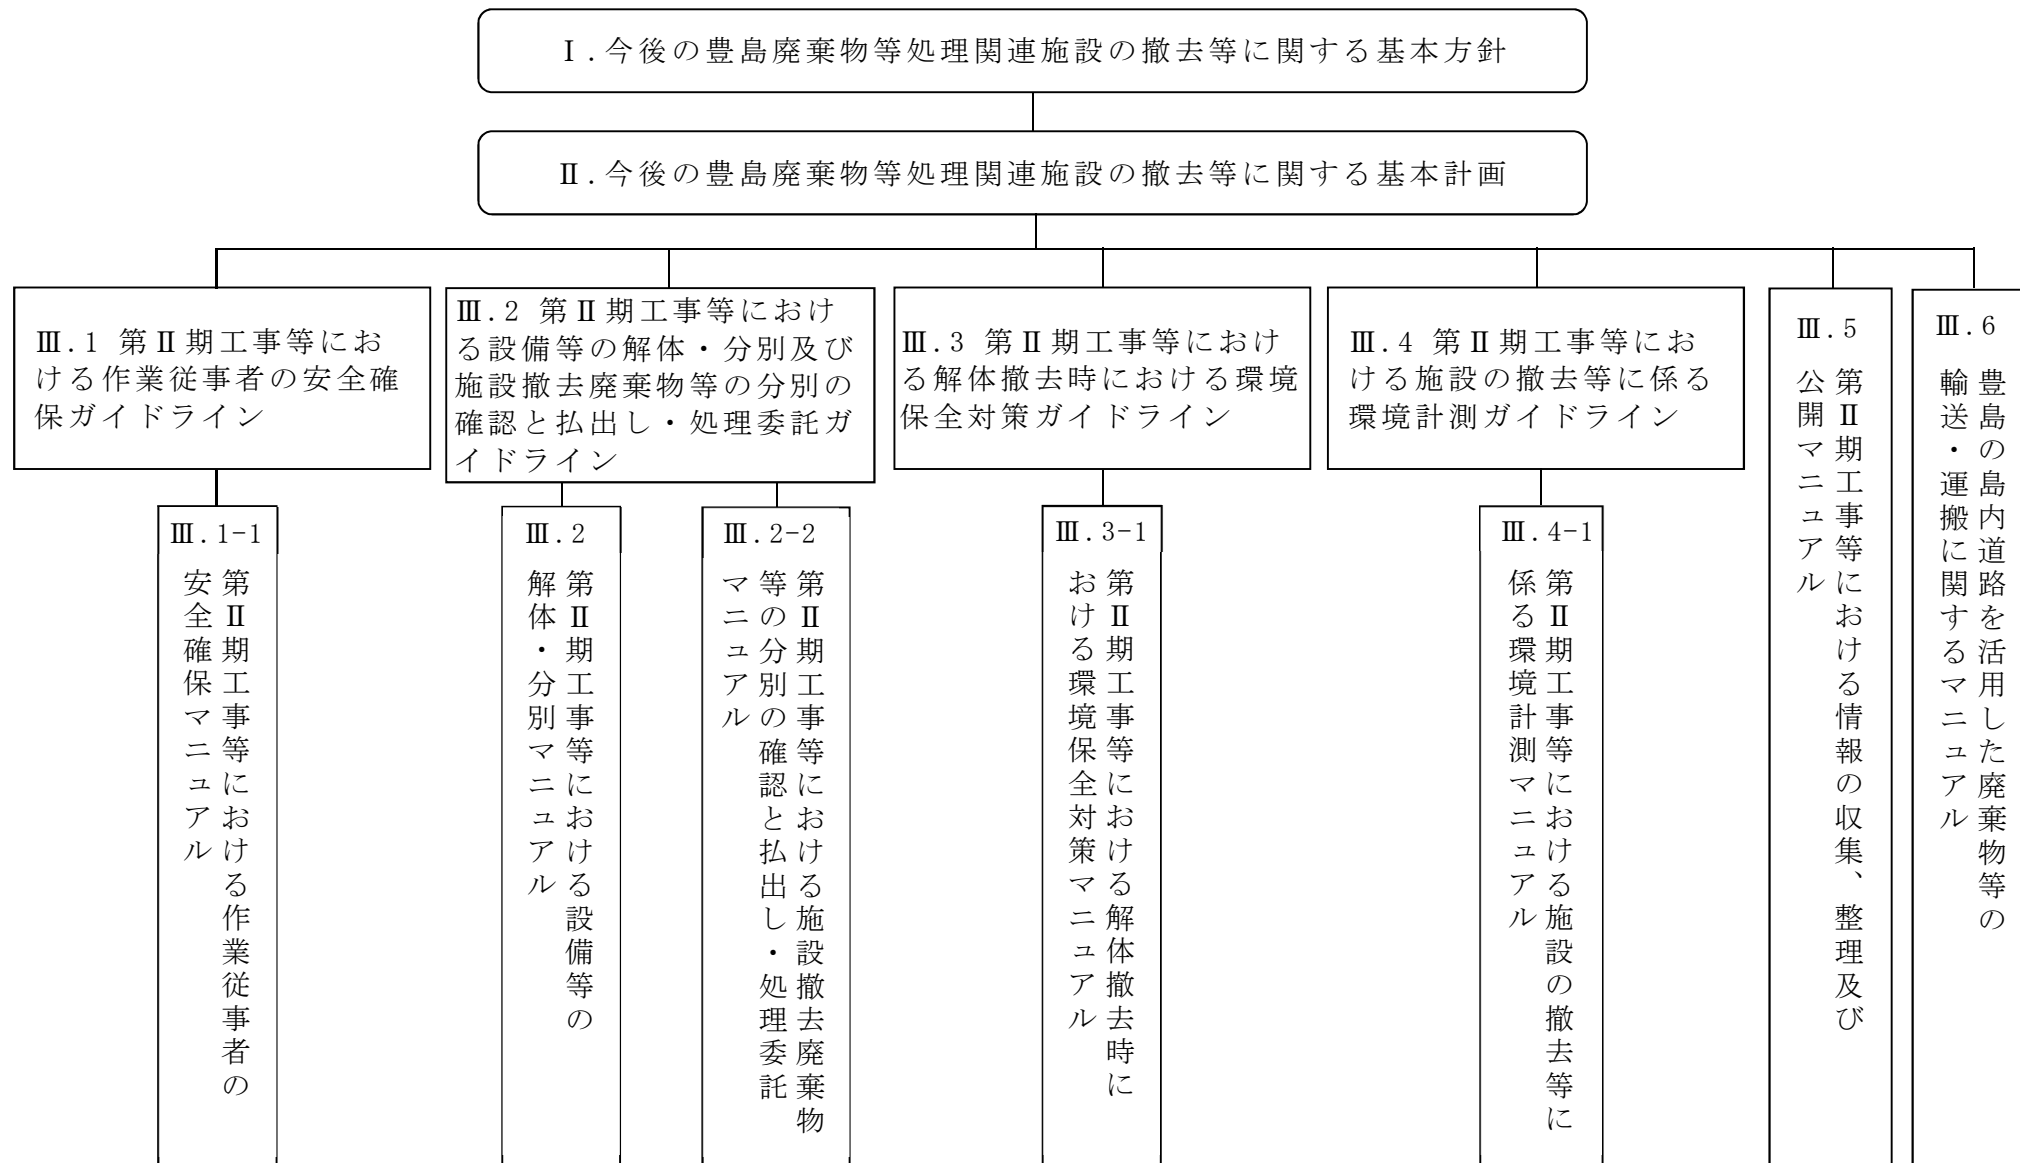 Ⅰ.今後の豊島廃棄物等処理関連施設の撤去等に関する基本方針
Ⅱ.今後の豊島廃棄物等処理関連施設の撤去等に関する基本計画
Ⅲ.1 第Ⅱ期工事等にお
ける作業従事者の安全確
保ガイドライン
Ⅲ.2 第Ⅱ期工事等におけ
る設備等の解体・分別及び
施設撤去廃棄物等の分別の
確認と払出し・処理委託ガ
イドライン
Ⅲ.3 第Ⅱ期工事等におけ
る解体撤去時における環境
保全対策ガイドライン
Ⅲ.4 第Ⅱ期工事等にお
ける施設の撤去等に係る
環境計測ガイドライン
Ⅲ.5
第Ⅱ期工事等における情報の収集、整理及び
公開マニュアル
Ⅲ.6
豊島の島内道路を活用した廃棄物等の
輸送・運搬に関するマニュアル
Ⅲ.1-1
第Ⅱ期工事等における作業従事者の
安全確保マニュアル
Ⅲ.2
第Ⅱ期工事等における設備等の
解体・分別マニュアル
Ⅲ.2-2
第Ⅱ期工事等における施設撤去廃棄物
等の分別の確認と払出し・処理委託
マニュアル
Ⅲ.3-1
第Ⅱ期工事等における解体撤去時に
おける環境保全対策マニュアル
Ⅲ.4-1
第Ⅱ期工事等における施設の撤去等に
係る環境計測マニュアル